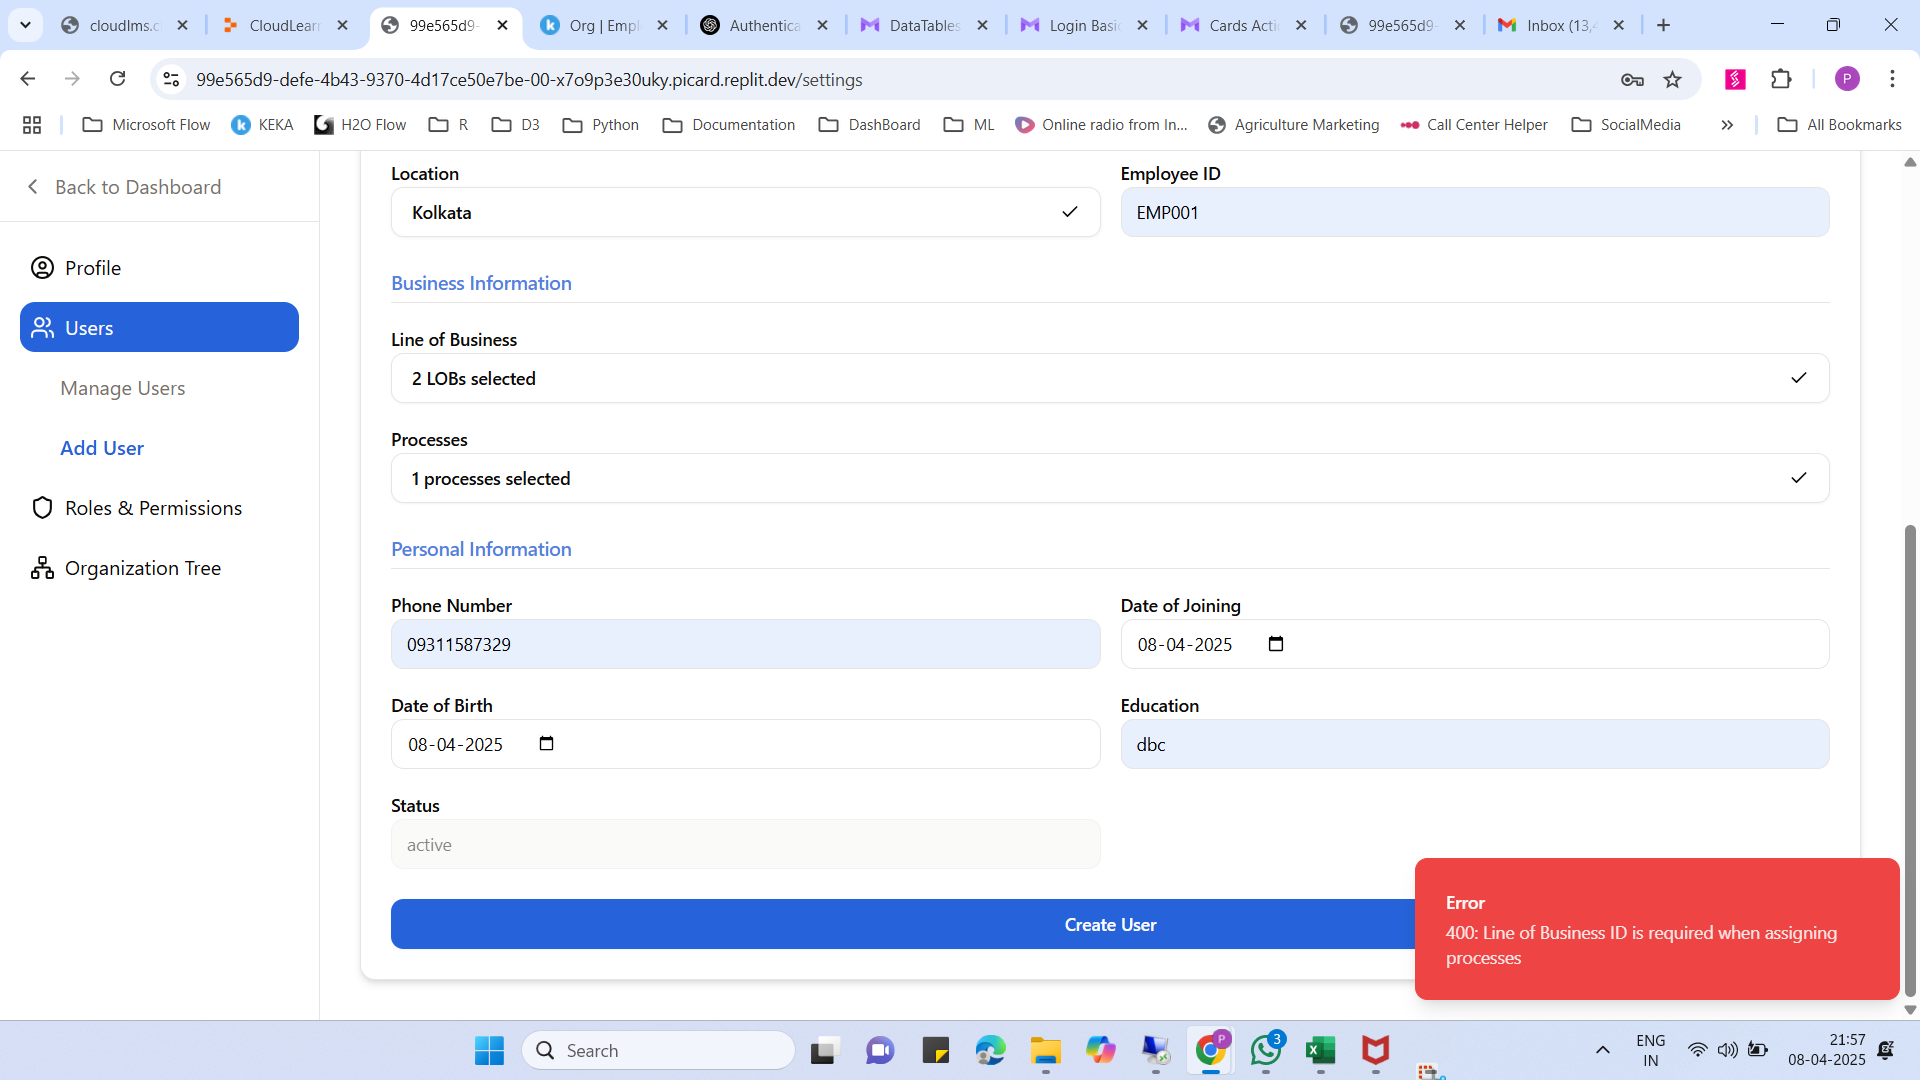 cloudlms.c
CloudLearn
99e565d9-
Org | Empl
Authentica
DataTables
Login Basic
Cards Actio
99e565d9-
Inbox (13,
99e565d9-defe-4b43-9370-4d17ce50e7be-00-x7o9p3e30uky.picard.replit.dev/settings
P
Microsoft Flow
KEKA
H2O Flow
R
D3
Python
Documentation
DashBoard
ML
Online radio from In...
Agriculture Marketing
Call Center Helper
SocialMedia
All Bookmarks
Back to Dashboard
Profile
Users
Manage Users
Add User
Roles & Permissions
Organization Tree
Location
Employee ID
Kolkata
EMP001
Business Information
Line of Business
2 LOBs selected
Processes
1 processes selected
Personal Information
Phone Number
Date of Joining
09311587329
08-04-2025
Date of Birth
Education
08-04-2025
dbc
Status
active
Create User
Error
400: Line of Business ID is required when assigning
processes
Search
P
3
ENG
IN
21:57
08-04-2025